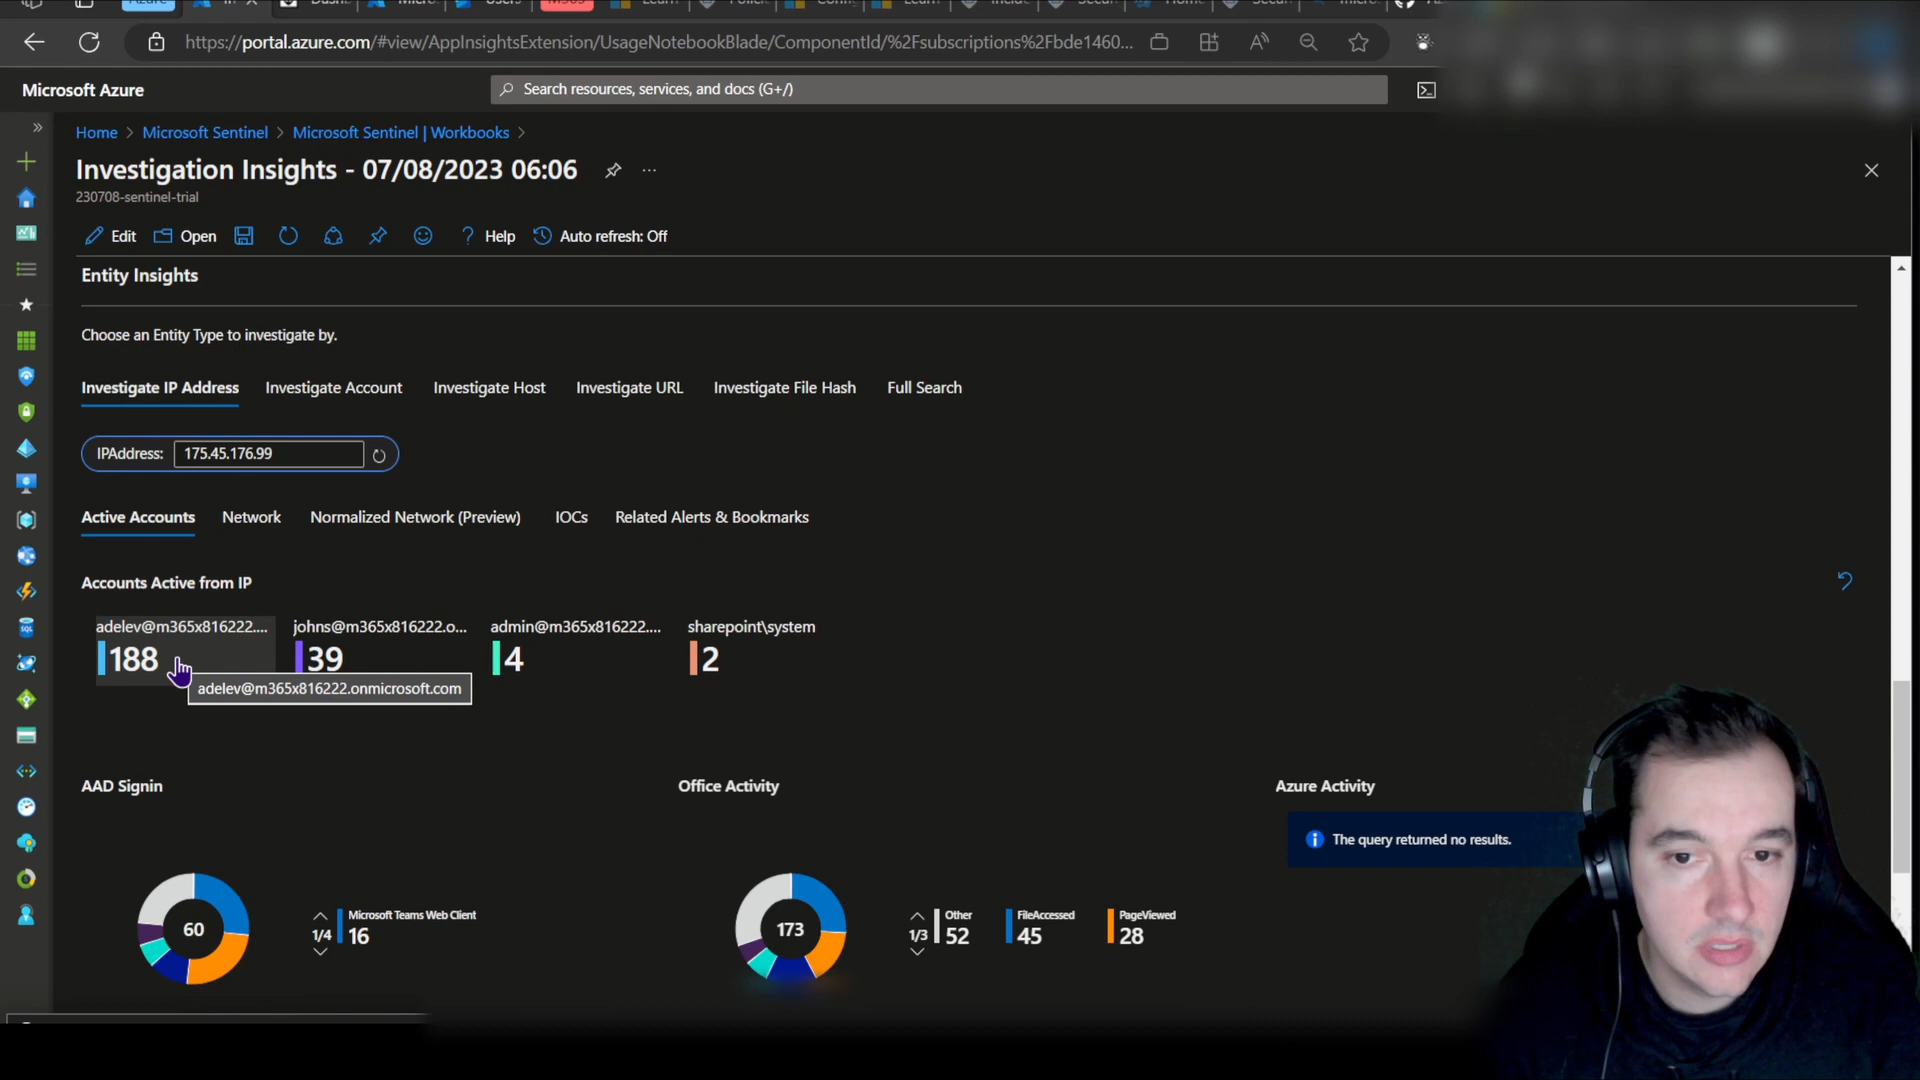 Azure
https://portal.azure.com/#view/AppInsightsExtension/UsageNotebookBlade/ComponentId/%2Fsubscriptions%2Fbde1460...
Microsoft Azure
Search resources, services, and docs (G+/)
Home > Microsoft Sentinel > Microsoft Sentinel | Workbooks >
Investigation Insights - 07/08/2023 06:06
...
230708-sentinel-trial
Edit Open Help Auto refresh: Off
Entity Insights
Choose an Entity Type to investigate by.
Investigate IP Address Investigate Account Investigate Host Investigate URL Investigate File Hash Full Search
IPAddress: 175.45.176.99
Active Accounts Network Normalized Network (Preview) IOCs Related Alerts & Bookmarks
Accounts Active from IP
adelev@m365x816222.... johns@m365x816222.o... admin@m365x816222.... sharepoint\system
188 39 4 2
adelev@m365x816222.onmicrosoft.com
AAD Signin Office Activity Azure Activity
The query returned no results.
60
1/4
Microsoft Teams Web Client
16
173
1/3
Other
52
FileAccessed
45
PageViewed
28